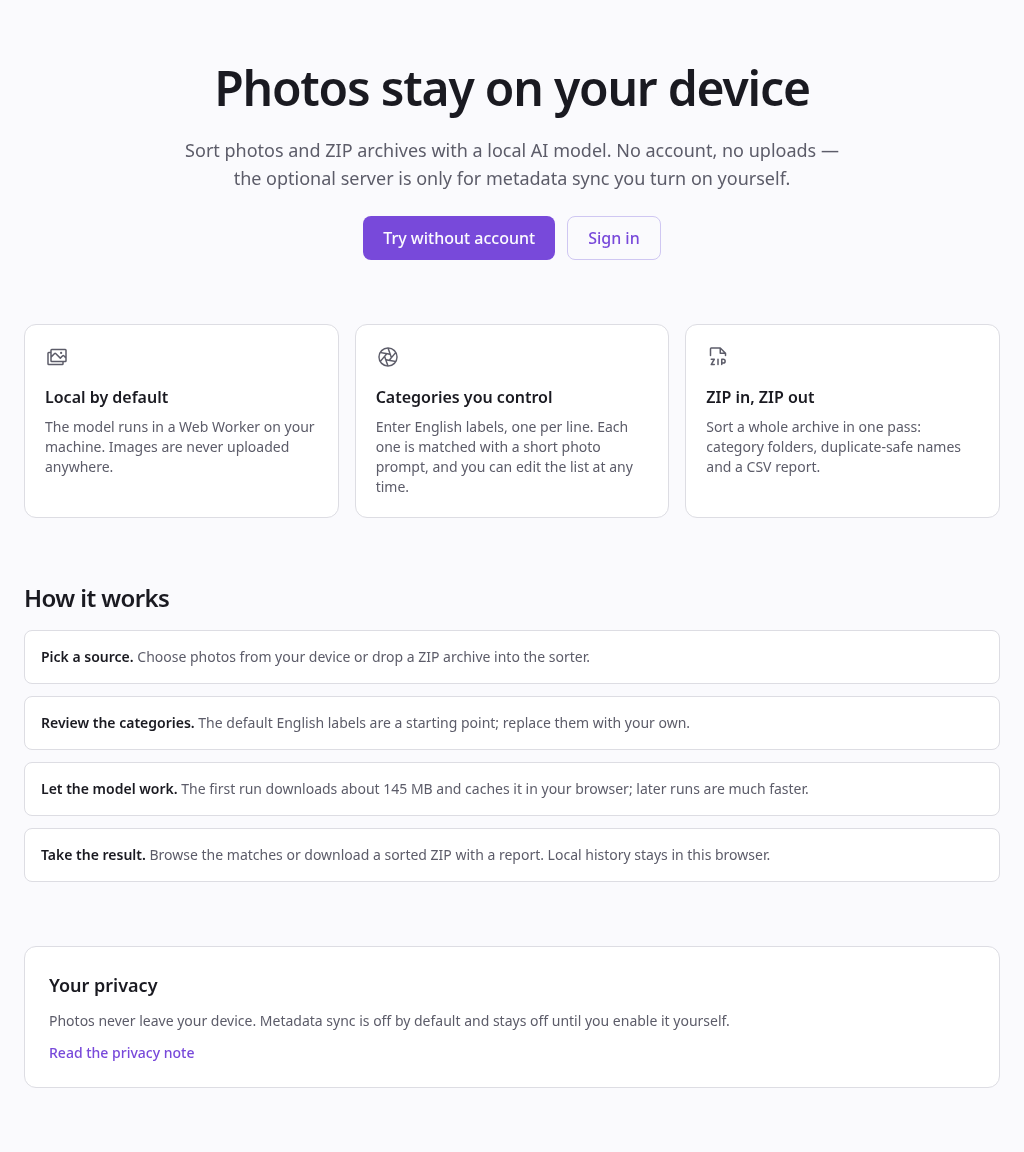 Photos stay on your device
Sort photos and ZIP archives with a local AI model. No account, no uploads —
the optional server is only for metadata sync you turn on yourself.
Try without account
Sign in
Local by default
The model runs in a Web Worker on your
machine. Images are never uploaded
anywhere.
Categories you control
Enter English labels, one per line. Each
one is matched with a short photo
prompt, and you can edit the list at any
time.
ZIP
ZIP in, ZIP out
Sort a whole archive in one pass:
category folders, duplicate-safe names
and a CSV report.
How it works
Pick a source. Choose photos from your device or drop a ZIP archive into the sorter.
Review the categories. The default English labels are a starting point; replace them with your own.
Let the model work. The first run downloads about 145 MB and caches it in your browser; later runs are much faster.
Take the result. Browse the matches or download a sorted ZIP with a report. Local history stays in this browser.
Your privacy
Photos never leave your device. Metadata sync is off by default and stays off until you enable it yourself.
Read the privacy note